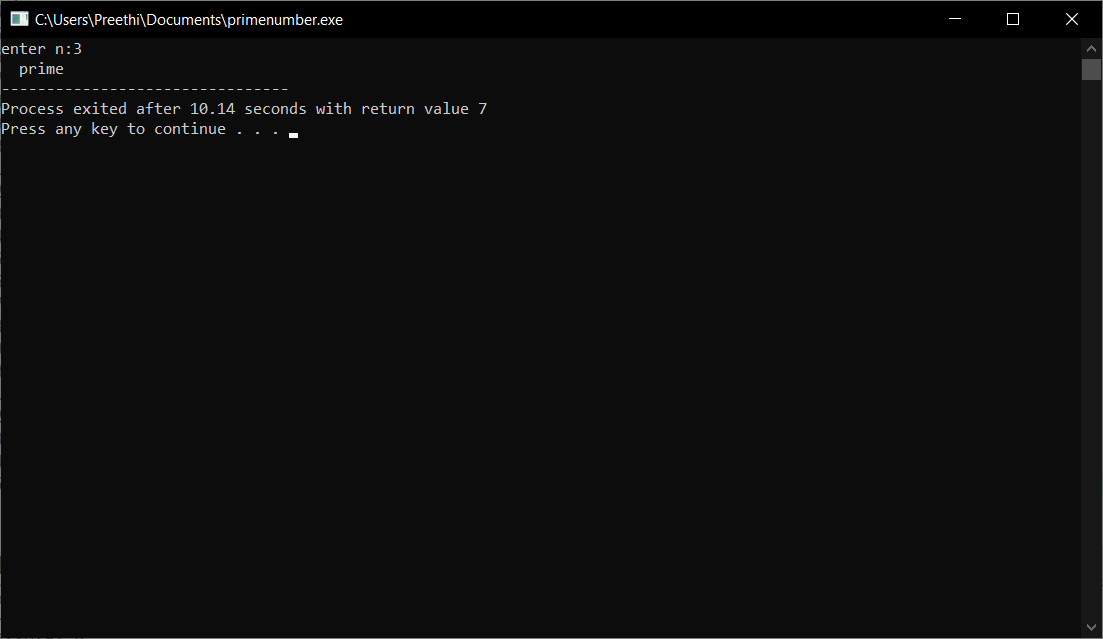 C:\Users\Preethi\Documents\primenumber.exe
enter n:3
  prime
--------------------------------
Process exited after 10.14 seconds with return value 7
Press any key to continue . . .